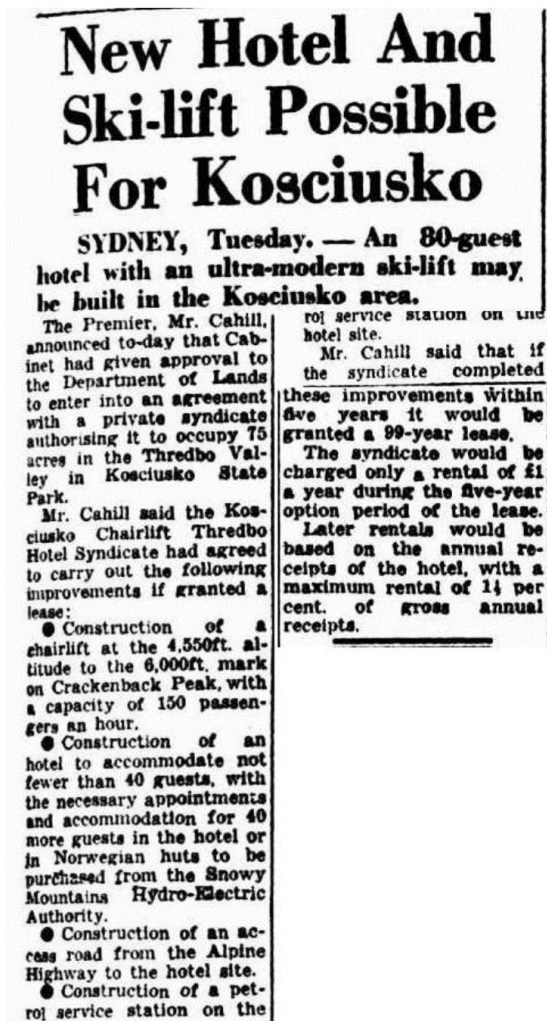 New Hotel And
Ski-lift Possible
For Kosciusko
SYDNEY, Tuesday. — An 80-guest
hotel with an ultra-modern ski-lift may
be built in the Kosciusko area.
The Premier, Mr. Cahill,
announced to-day that Cab-
inet had given approval to
the Department of Lands
to enter into an agreement
with a private syndicate
authorising it to occupy 75
acres in the Thredbo Val-
ley in Kosciusko State
Park.
Mr. Cahill said the Kos-
ciusko Chairlift Thredbo
Hotel Syndicate had agreed
to carry out the following
improvements if granted a
lease:
● Construction of a
chairlift at the 4,550ft. al-
titude to the 6,000ft. mark
on Crackenback Peak, with
a capacity of 150 passen-
gers an hour.
● Construction of an
hotel to accommodate not
fewer than 40 guests, with
the necessary appointments
and accommodation for 40
more guests in the hotel or
in Norwegian huts to be
purchased from the Snowy
Mountains Hydro-Electric
Authority.
● Construction of an ac-
cess road from the Alpine
Highway to the hotel site.
● Construction of a pet-
rol service station on the
rol service station on the
hotel site.
Mr. Cahill said that if
the syndicate completed
these improvements within
five years it would be
granted a 99-year lease.
The syndicate would be
charged only a rental of £1
a year during the five-year
option period of the lease.
Later rentals would be
based on the annual re-
ceipts of the hotel, with a
maximum rental of 1½ per
cent. of gross annual
receipts.